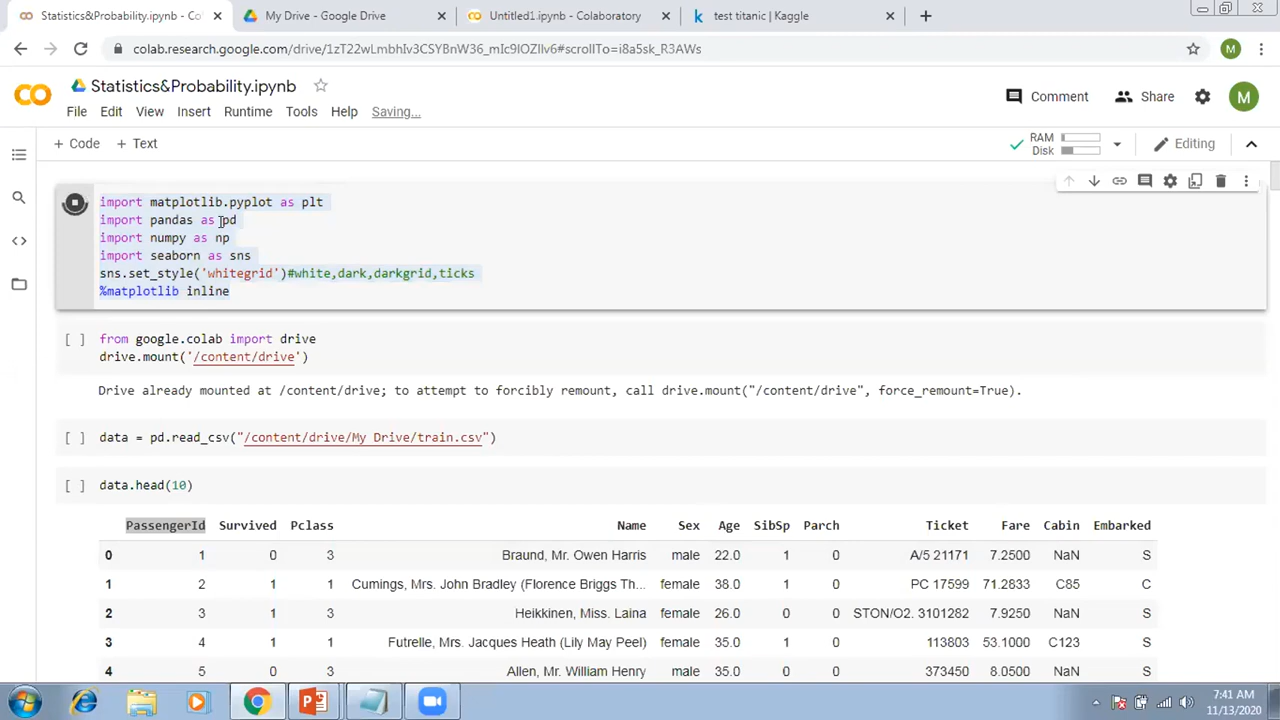 Statistics&Probability.ipynb - Co
My Drive - Google Drive
Untitled1.ipynb - Colaboratory
test titanic | Kaggle
colab.research.google.com/drive/1zT22wLmbhIv3CSYBnW36_mIc9IOZIlv6#scrollTo=i8a5sk_R3AWs
M
Statistics&Probability.ipynb
Comment
Share
M
File Edit View Insert Runtime Tools Help Saving...
+ Code + Text
RAM
Disk
Editing
import matplotlib.pyplot as plt
import pandas as pd
import numpy as np
import seaborn as sns
sns.set_style('whitegrid')#white,dark,darkgrid,ticks
%matplotlib inline
[ ] from google.colab import drive
drive.mount('/content/drive')
Drive already mounted at /content/drive; to attempt to forcibly remount, call drive.mount("/content/drive", force_remount=True).
[ ] data = pd.read_csv("/content/drive/My Drive/train.csv")
[ ] data.head(10)
PassengerId Survived Pclass Name Sex Age SibSp Parch Ticket Fare Cabin Embarked
0 1 0 3 Braund, Mr. Owen Harris male 22.0 1 0 A/5 21171 7.2500 NaN S
1 2 1 1 Cumings, Mrs. John Bradley (Florence Briggs Th... female 38.0 1 0 PC 17599 71.2833 C85 C
2 3 1 3 Heikkinen, Miss. Laina female 26.0 0 0 STON/O2. 3101282 7.9250 NaN S
3 4 1 1 Futrelle, Mrs. Jacques Heath (Lily May Peel) female 35.0 1 0 113803 53.1000 C123 S
4 5 0 3 Allen, Mr. William Henry male 35.0 0 0 373450 8.0500 NaN S
7:41 AM
11/13/2020